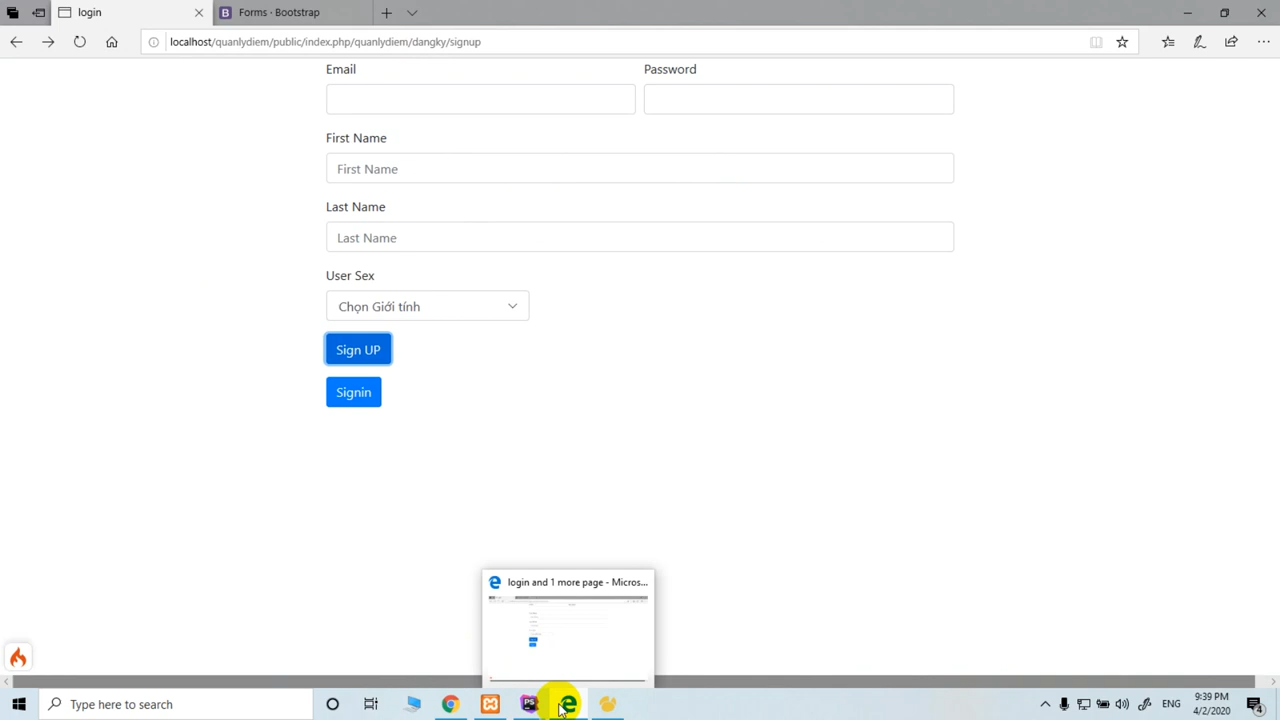 login
Forms · Bootstrap
localhost/quanlydiem/public/index.php/quanlydiem/dangky/signup
Email
Password
First Name
First Name
Last Name
Last Name
User Sex
Chọn Giới tính
Sign UP
Signin
login and 1 more page - Micros...
Type here to search
PS
ENG
9:39 PM
4/2/2020
4